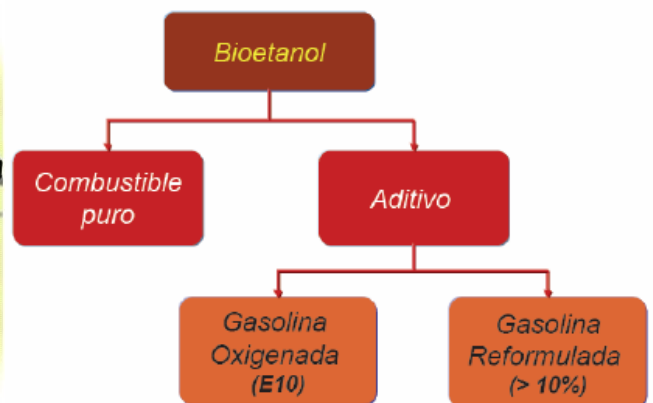 Bioetanol
Combustible
puro
Aditivo
Gasolina
Oxigenada
(E10)
Gasolina
Reformulada
(> 10%)